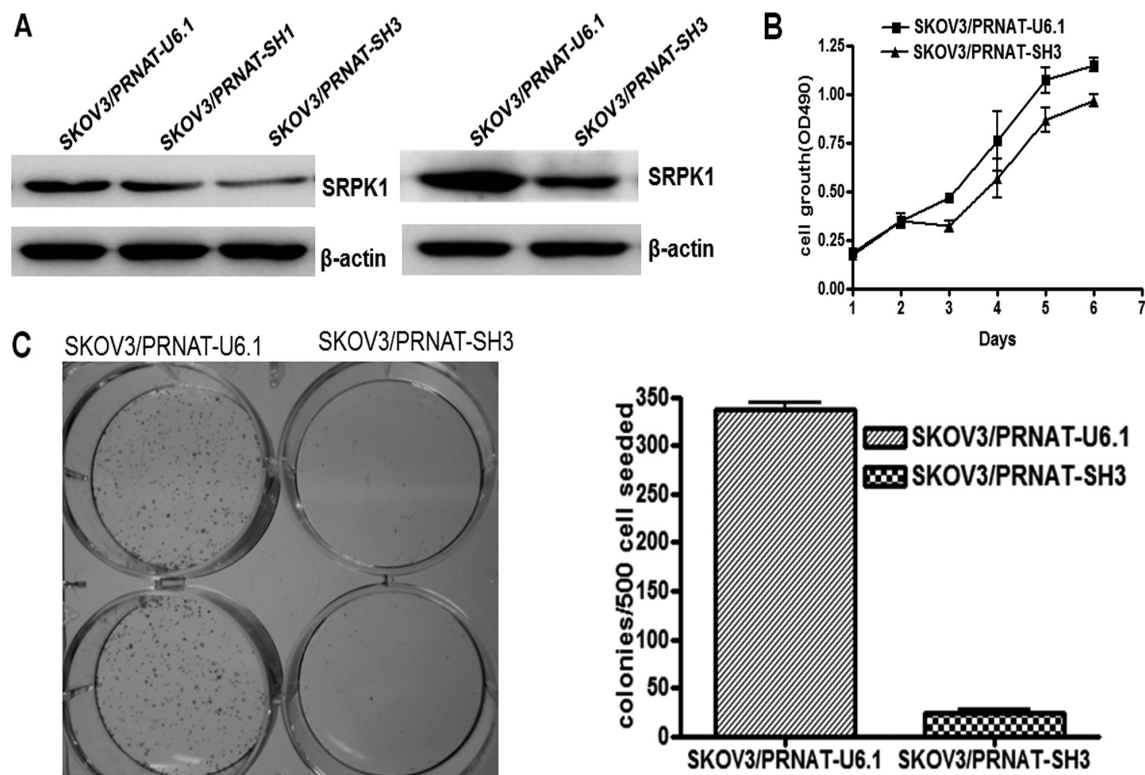 A
SKOV3/PRNAT-U6.1
SKOV3/PRNAT-SH1
SKOV3/PRNAT-SH3
SRPK1
β-actin
SKOV3/PRNAT-U6.1
SKOV3/PRNAT-SH3
SRPK1
β-actin
B
SKOV3/PRNAT-U6.1
SKOV3/PRNAT-SH3
cell grouth(OD490)
1.25
1.00
0.75
0.50
0.25
0.00
1 2 3 4 5 6 7
Days
C
SKOV3/PRNAT-U6.1
SKOV3/PRNAT-SH3
colonies/500 cell seeded
350
300
250
200
150
100
50
0
SKOV3/PRNAT-U6.1
SKOV3/PRNAT-SH3
SKOV3/PRNAT-U6.1 SKOV3/PRNAT-SH3